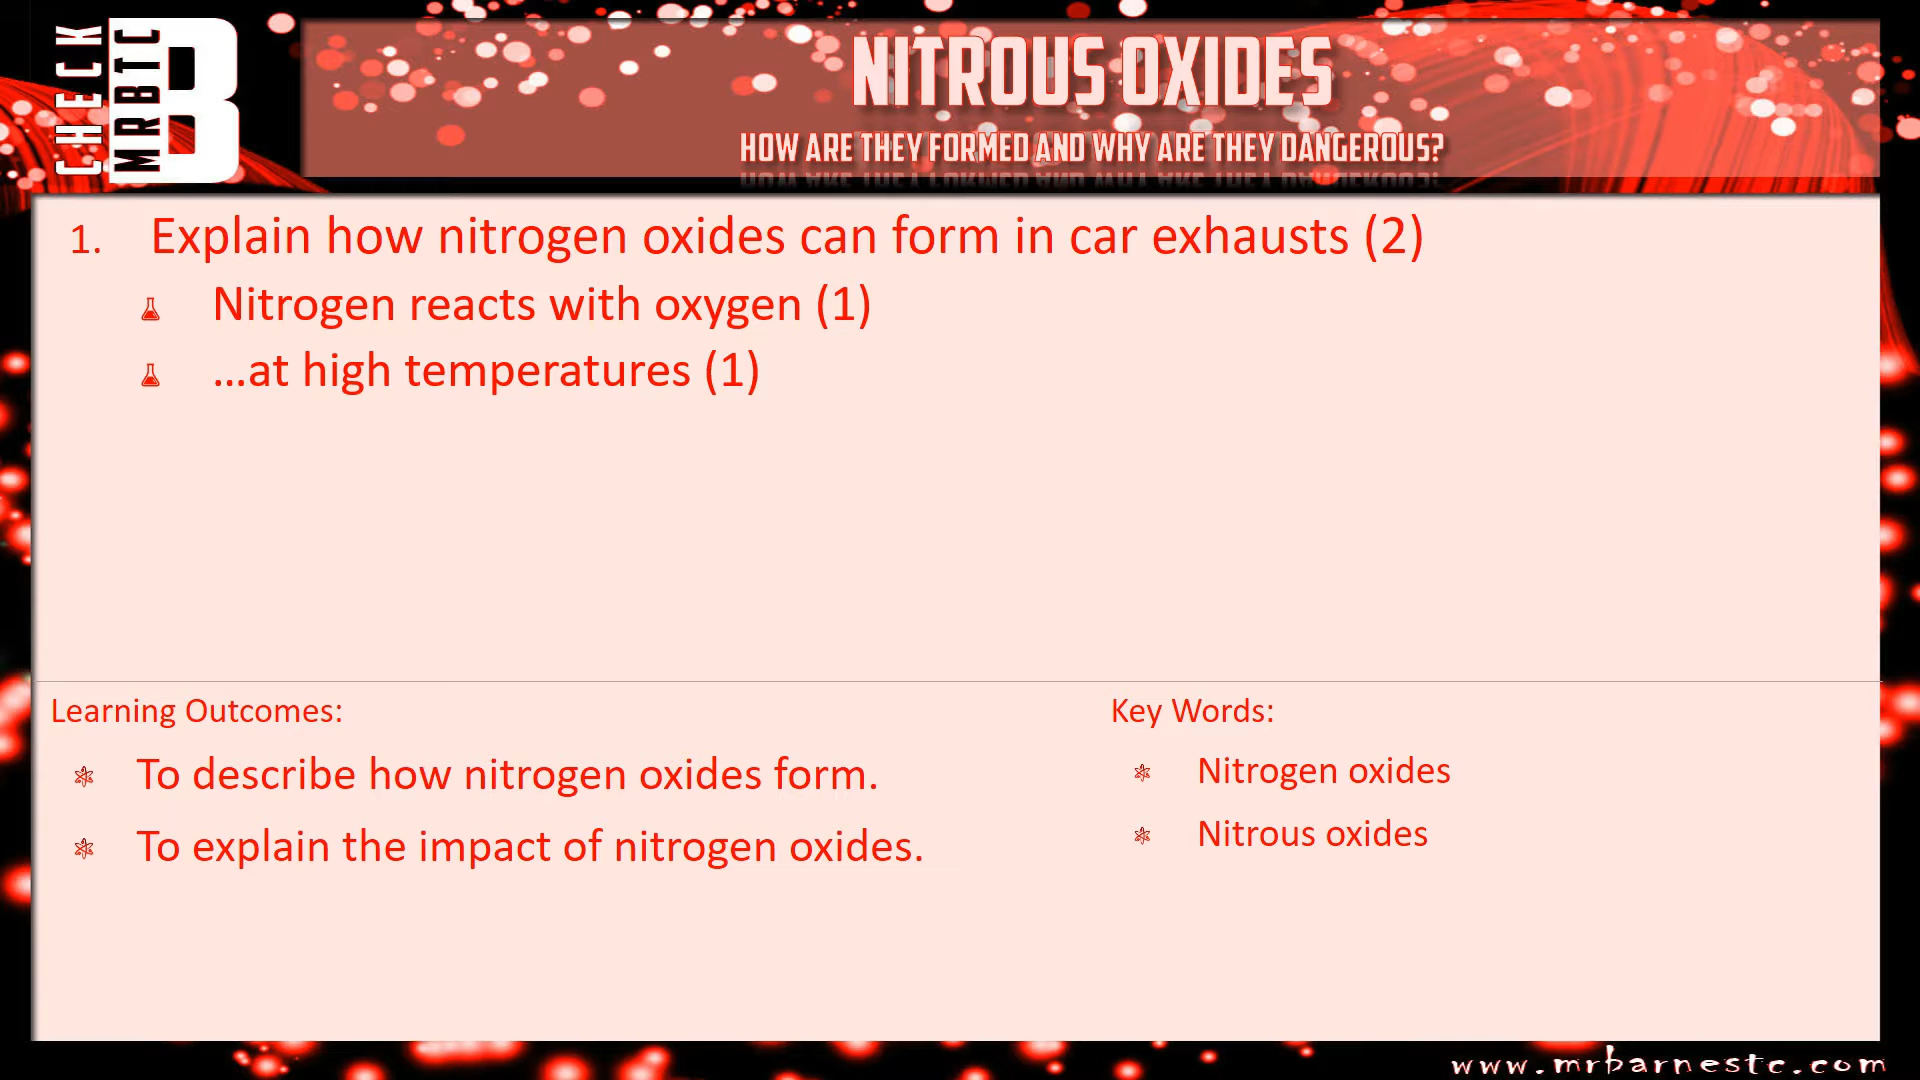 CHECK
MRBTC
B
NITROUS OXIDES
HOW ARE THEY FORMED AND WHY ARE THEY DANGEROUS?
1. Explain how nitrogen oxides can form in car exhausts (2)
Nitrogen reacts with oxygen (1)
...at high temperatures (1)
Learning Outcomes:
To describe how nitrogen oxides form.
To explain the impact of nitrogen oxides.
Key Words:
Nitrogen oxides
Nitrous oxides
www.mrbarnestc.com